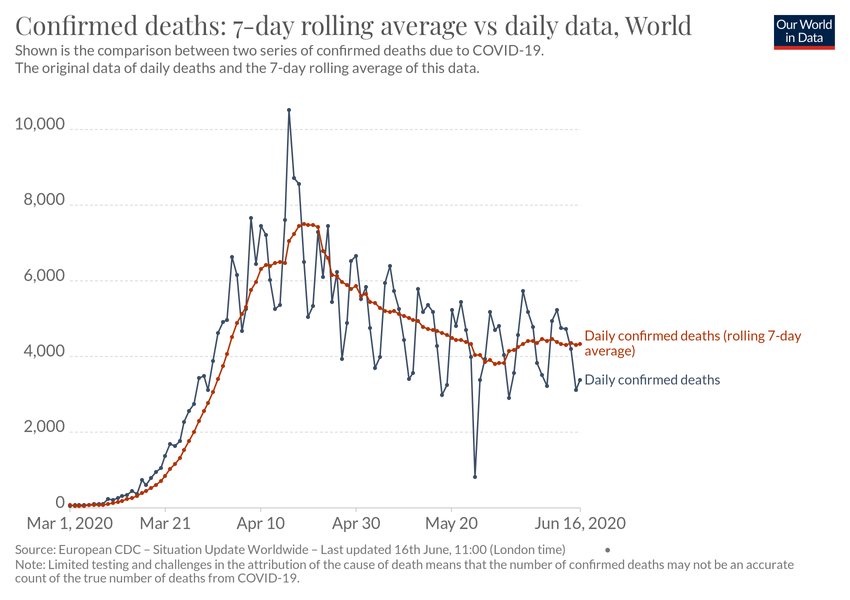 Confirmed deaths: 7-day rolling average vs daily data, World
Our World
in Data
Shown is the comparison between two series of confirmed deaths due to COVID-19.
The original data of daily deaths and the 7-day rolling average of this data.
10,000
8,000
6,000
4,000
2,000
0
Daily confirmed deaths (rolling 7-day
average)
Daily confirmed deaths
Mar 1, 2020
Mar 21
Apr 10
Apr 30
May 20
Jun 16, 2020
Source: European CDC – Situation Update Worldwide – Last updated 16th June, 11:00 (London time)
Note: Limited testing and challenges in the attribution of the cause of death means that the number of confirmed deaths may not be an accurate
count of the true number of deaths from COVID-19.